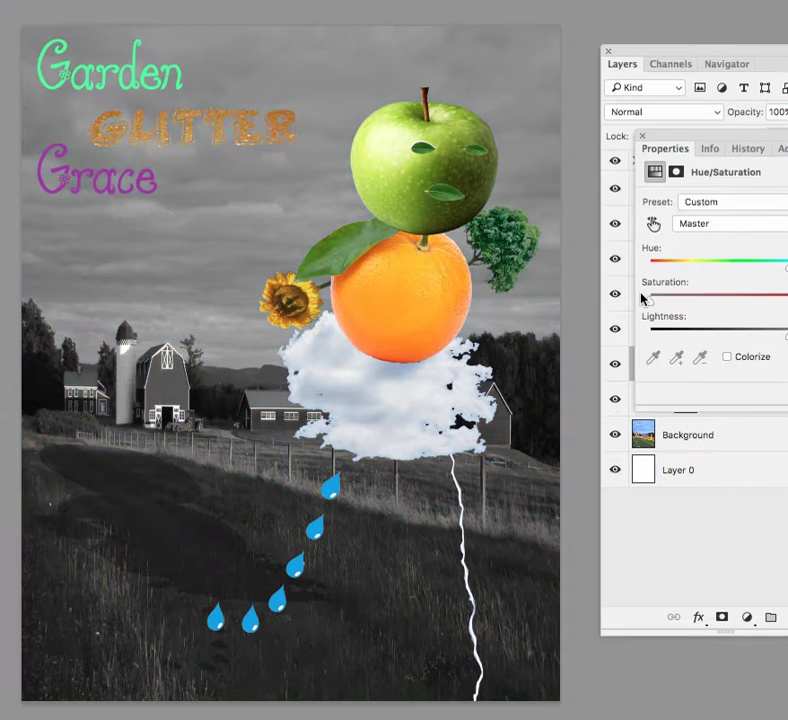 Garden
GLITTER
Grace
Layers Channels Navigator
Kind
Normal Opacity: 100%
Lock:
Properties Info History
Hue/Saturation
Preset: Custom
Master
Hue:
Saturation:
Lightness:
Colorize
Background
Layer 0
fx